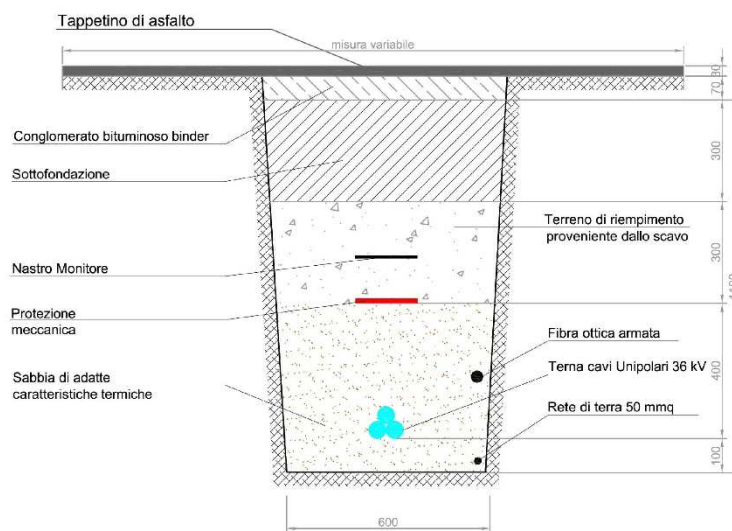 Tappetino di asfalto
misura variabile
30
70
Conglomerato bituminoso binder
300
Sottofondazione
Terreno di riempimento
proveniente dallo scavo
300
Nastro Monitore
Protezione
meccanica
Fibra ottica armata
Terna cavi Unipolari 36 kV
400
Sabbia di adatte
caratteristiche termiche
Rete di terra 50 mmq
100
600